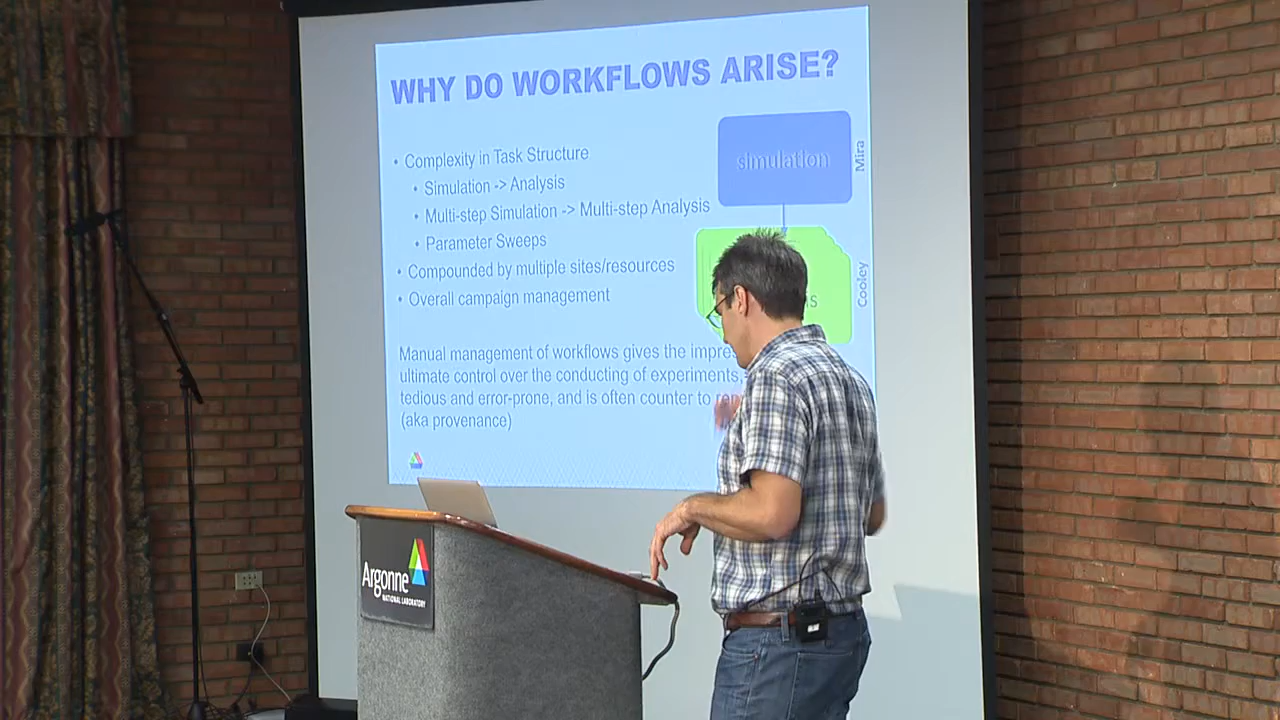 WHY DO WORKFLOWS ARISE?
• Complexity in Task Structure
• Simulation -> Analysis
• Multi-step Simulation -> Multi-step Analysis
• Parameter Sweeps
• Compounded by multiple sites/resources
• Overall campaign management
Manual management of workflows gives the
ultimate control over the conducting of experiments,
tedious and error-prone, and is often counter to
(aka provenance)
simulation
Mira
Cooley
Argonne
NATIONAL LABORATORY